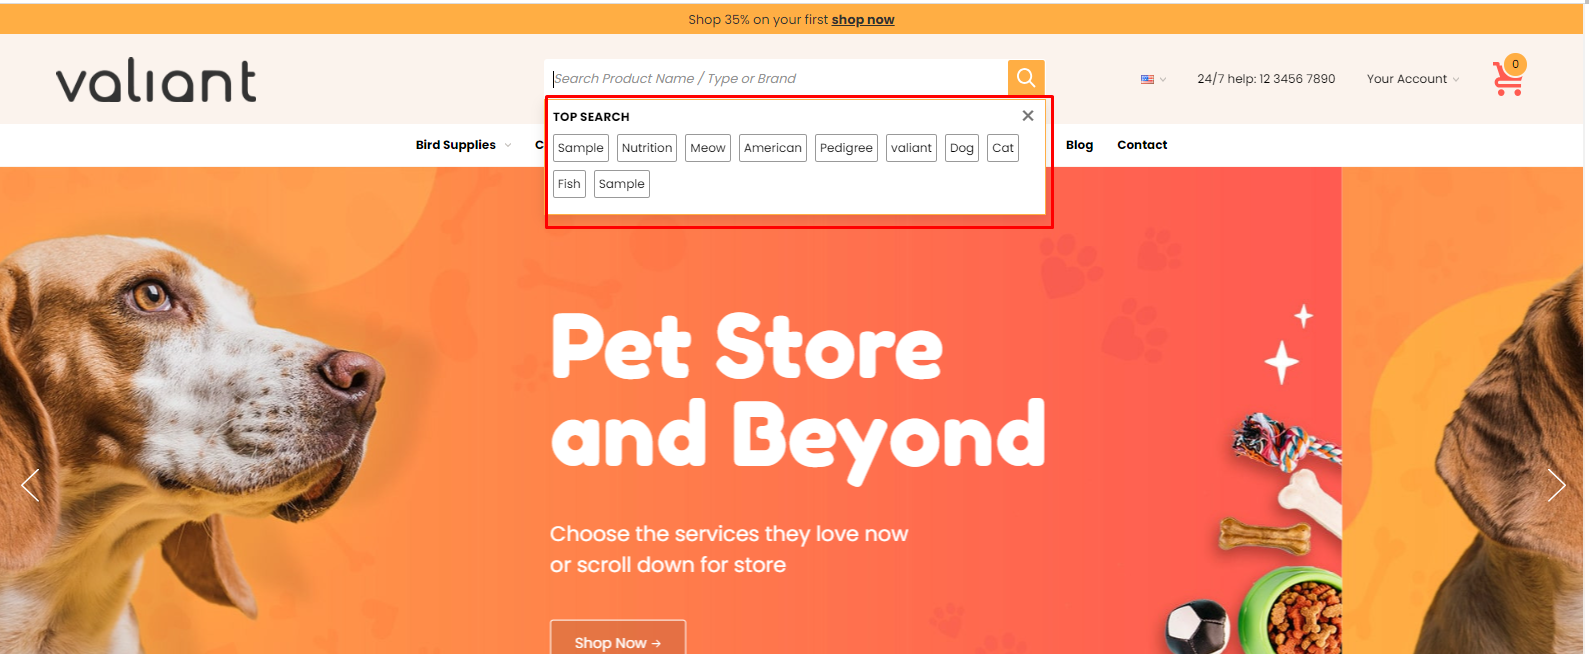 Shop 35% on your first shop now
valiant
Search Product Name / Type or Brand
24/7 help: 12 3456 7890
Your Account
0
TOP SEARCH
Sample Nutrition Meow American Pedigree valiant Dog Cat
Fish Sample
Bird Supplies
C
Blog
Contact
Pet Store
and Beyond
Choose the services they love now
or scroll down for store
Shop Now →